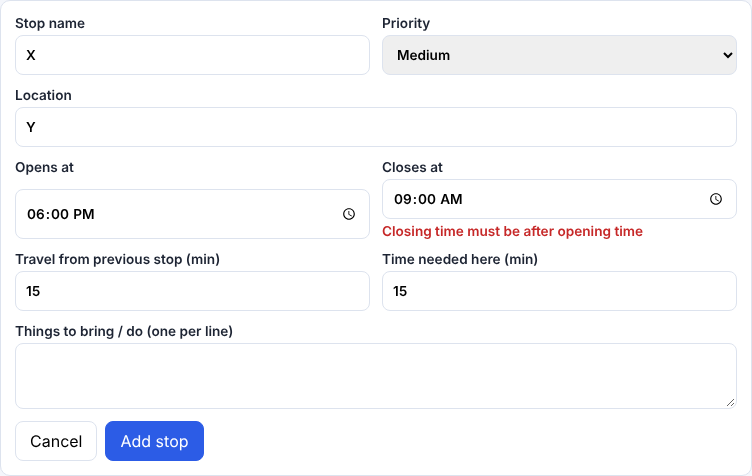 Stop name
Priority
X
Medium
Location
Y
Opens at
Closes at
06:00 PM
09:00 AM
Closing time must be after opening time
Travel from previous stop (min)
Time needed here (min)
15
15
Things to bring / do (one per line)
Cancel
Add stop